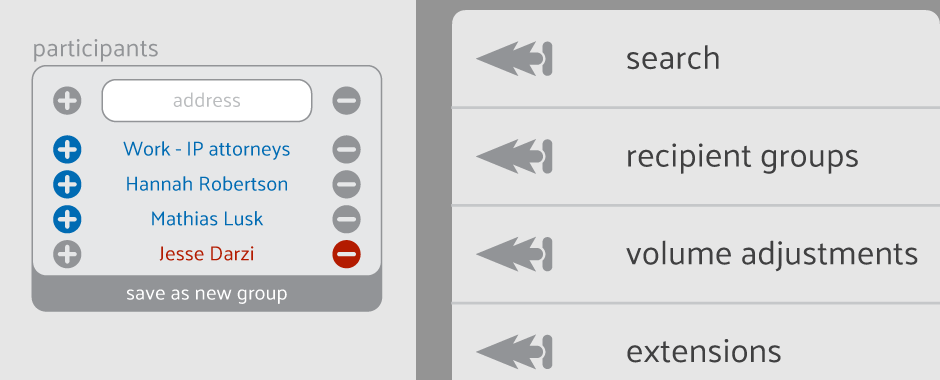 participants
address
Work - IP attorneys
Hannah Robertson
Mathias Lusk
Jesse Darzi
save as new group
search
recipient groups
volume adjustments
extensions